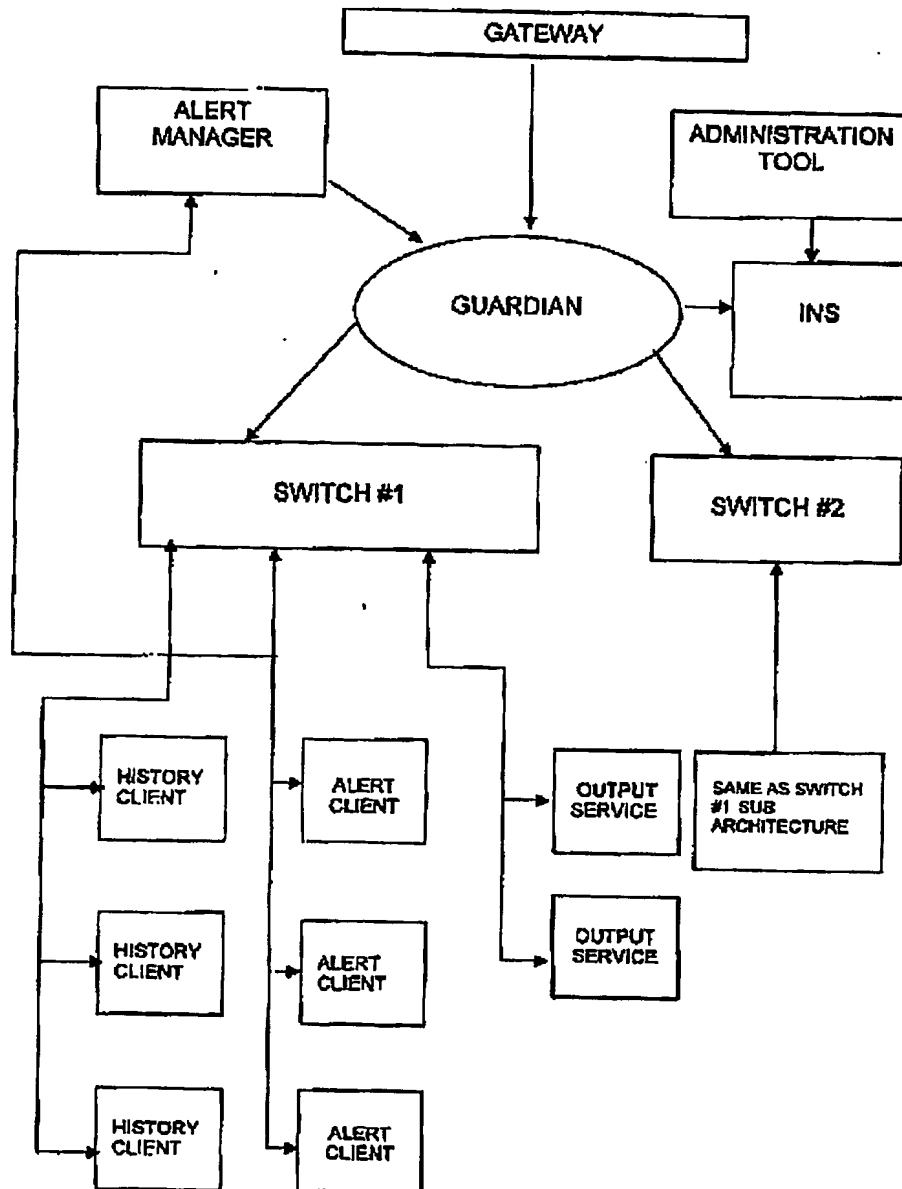 GATEWAY
ALERT
MANAGER
ADMINISTRATION
TOOL
GUARDIAN
INS
SWITCH #1
SWITCH #2
HISTORY
CLIENT
ALERT
CLIENT
OUTPUT
SERVICE
SAME AS SWITCH
#1 SUB
ARCHITECTURE
HISTORY
CLIENT
ALERT
CLIENT
OUTPUT
SERVICE
HISTORY
CLIENT
ALERT
CLIENT